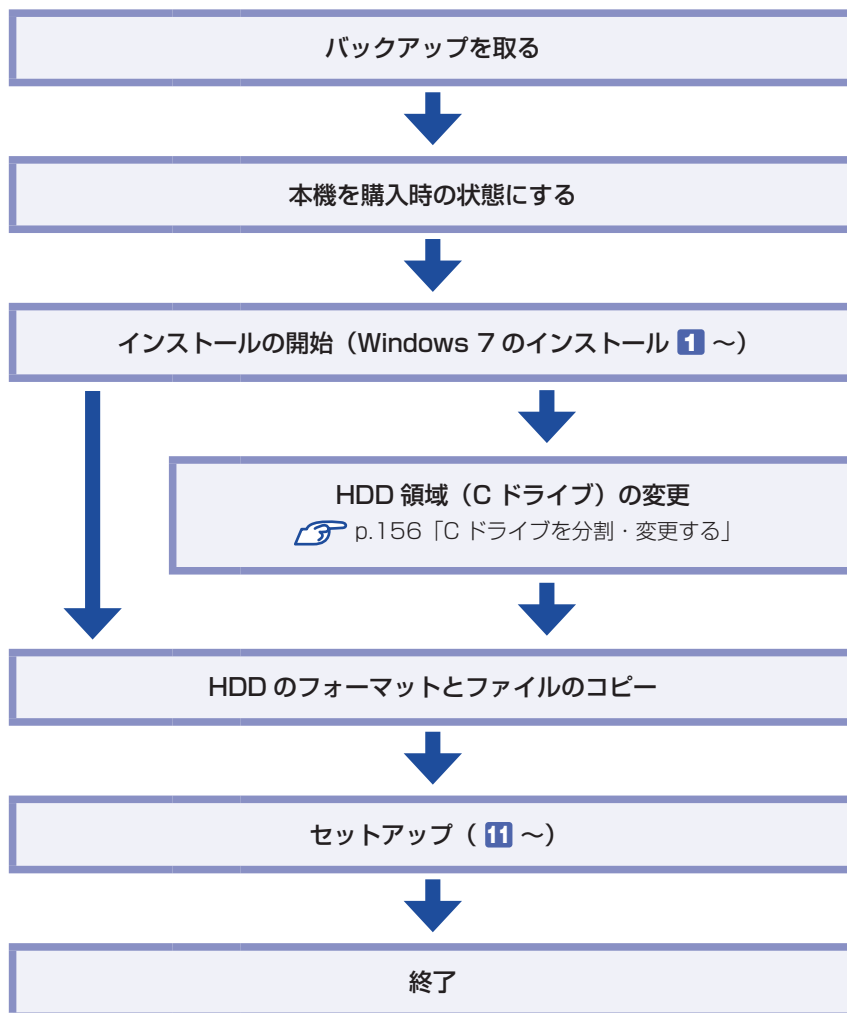 バックアップを取る
本機を購入時の状態にする
インストールの開始（Windows 7 のインストール 1 ～）
HDD 領域（C ドライブ）の変更
p.156「C ドライブを分割・変更する」
HDD のフォーマットとファイルのコピー
セットアップ（ 11 ～）
終了